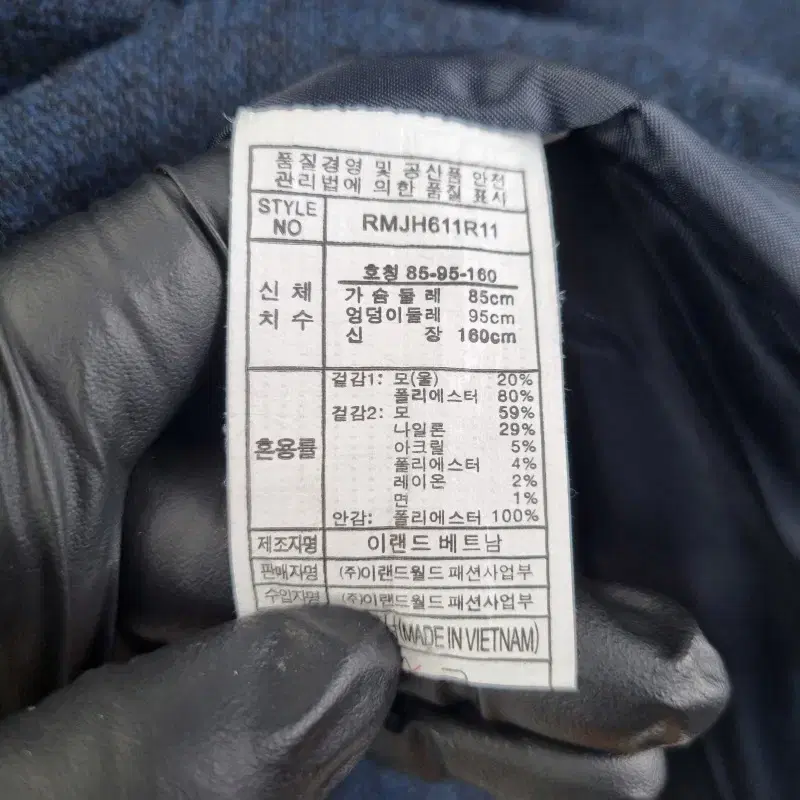 품질경영 및 공산품 안전
관리법에 의한 품질 표시
STYLE NO RMJH611R11
호칭 85-95-160
신체 치수
가슴둘레 85cm
엉덩이둘레 95cm
신장 160cm
혼용률
겉감1: 모(울) 20%
폴리에스터 80%
겉감2: 모 59%
나일론 29%
아크릴 5%
폴리에스터 4%
레이온 2%
면 1%
안감: 폴리에스터 100%
제조자명 이랜드 베트남
판매자명 (주)이랜드월드 패션사업부
수입자명 (주)이랜드월드 패션사업부
(MADE IN VIETNAM)